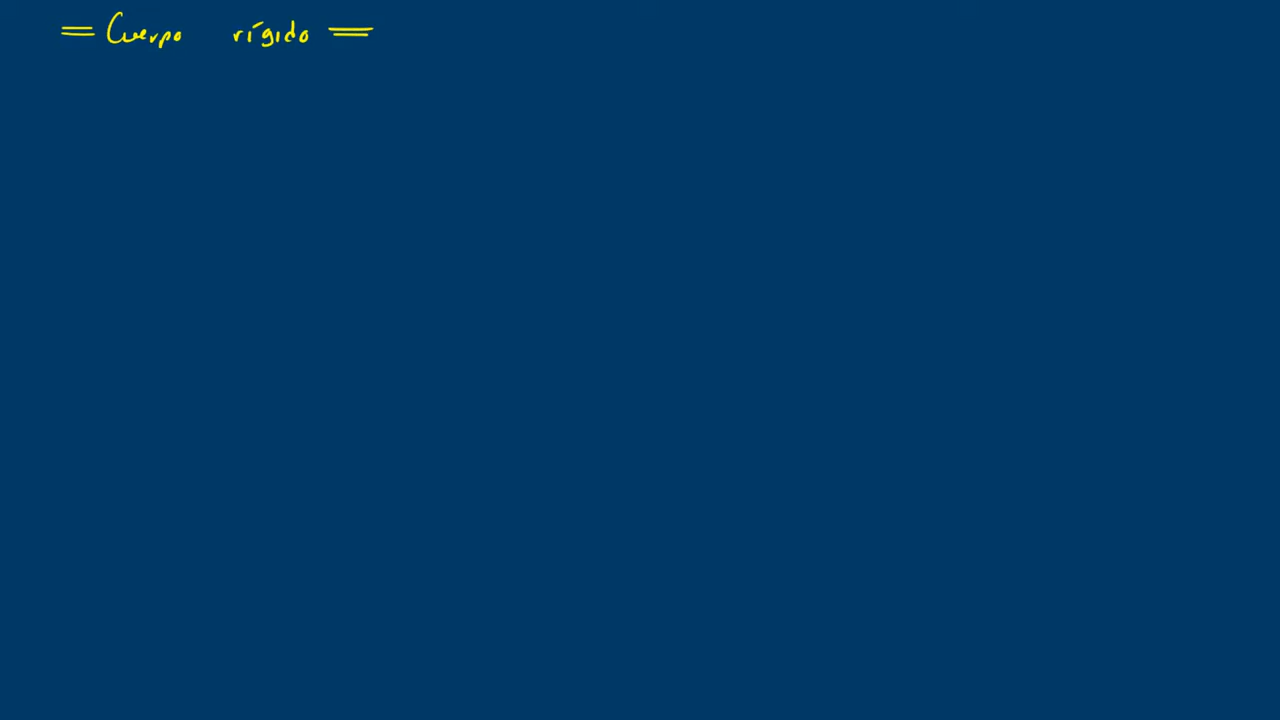 = Cuerpo rígido =